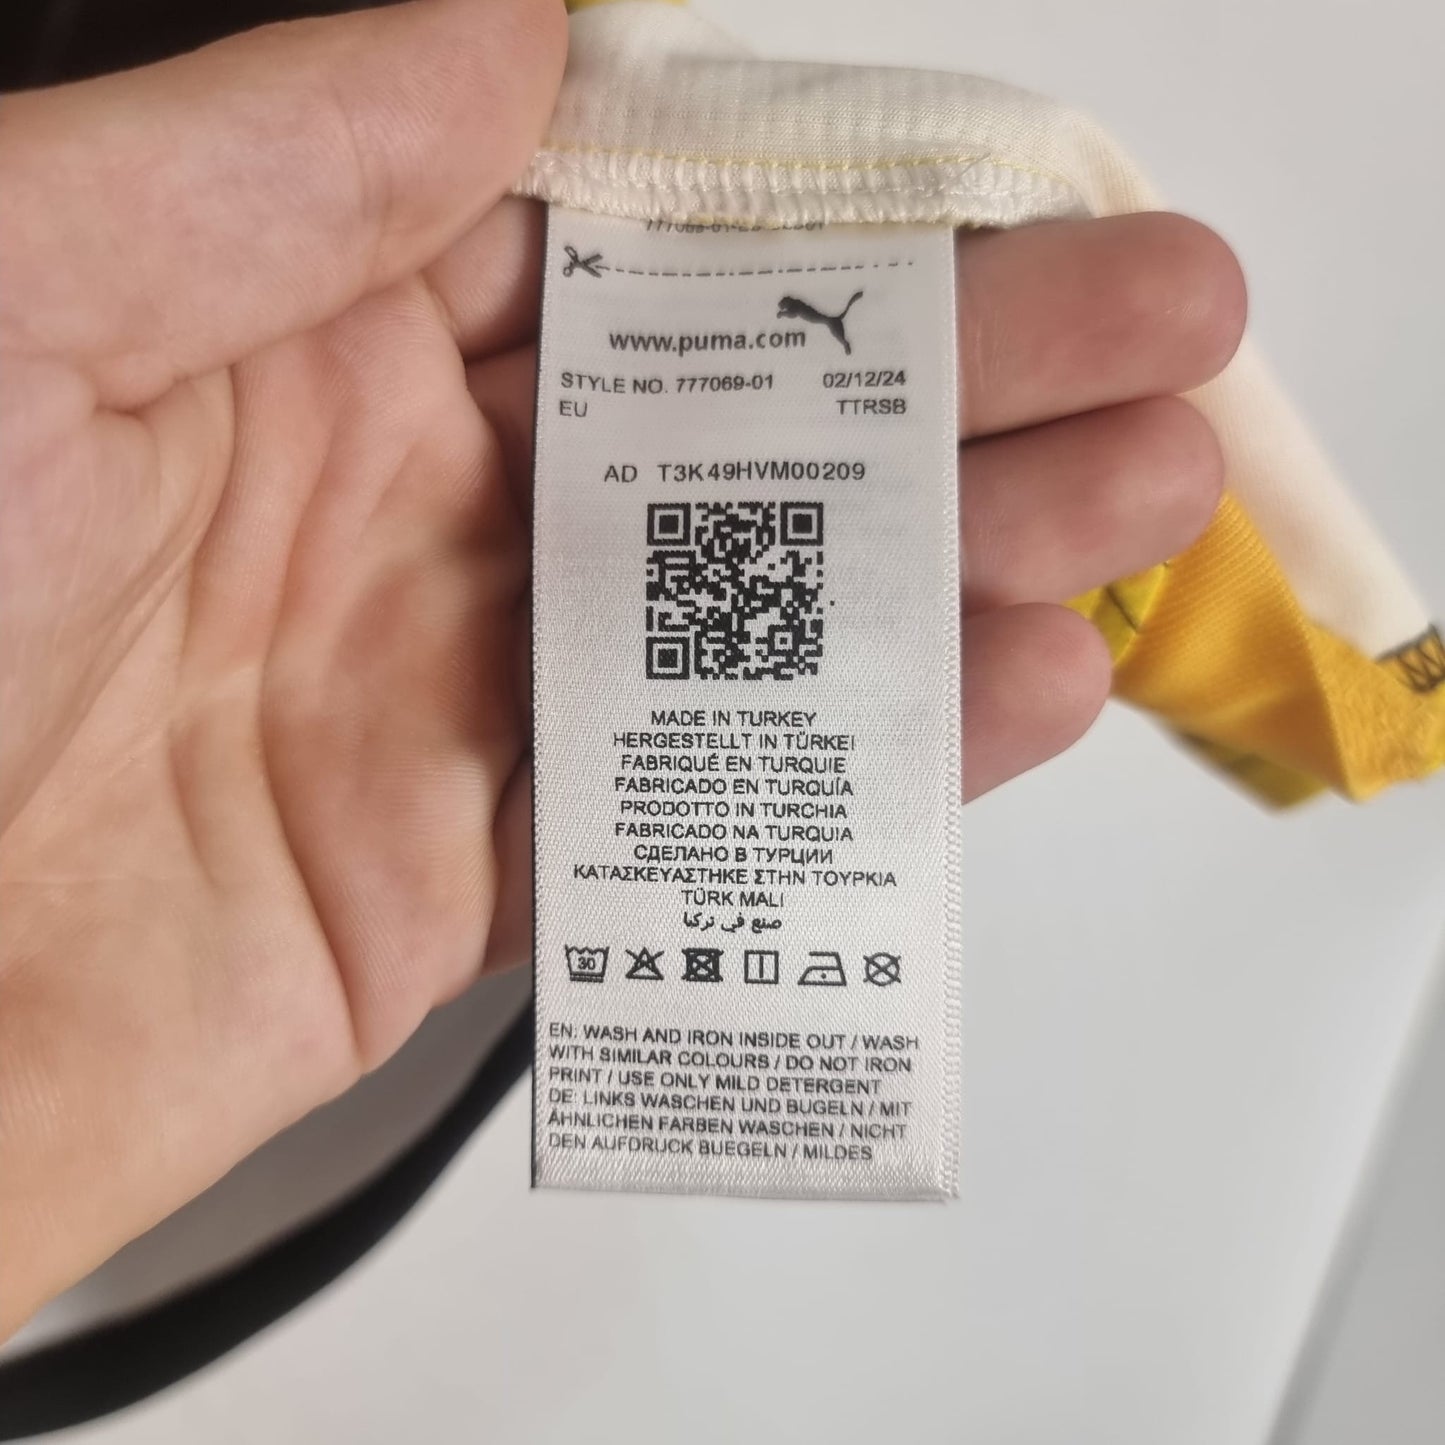 www.puma.com
STYLE NO. 777069-01 02/12/24
EU TTRSB
AD T3K49HVM00209
MADE IN TURKEY
HERGESTELLT IN TÜRKEI
FABRIQUÉ EN TURQUIE
FABRICADO EN TURQUÍA
PRODOTTO IN TURCHIA
FABRICADO NA TURQUIA
СДЕЛАНО В ТУРЦИИ
ΚΑΤΑΣΚΕΥΑΣΤΗΚΕ ΣΤΗΝ ΤΟΥΡΚΙΑ
TÜRK MALI
صنع في تركيا
30
EN: WASH AND IRON INSIDE OUT / WASH
WITH SIMILAR COLOURS / DO NOT IRON
PRINT / USE ONLY MILD DETERGENT
DE: LINKS WASCHEN UND BÜGELN / MIT
ÄHNLICHEN FARBEN WASCHEN / NICHT
DEN AUFDRUCK BUEGELN / MILDES